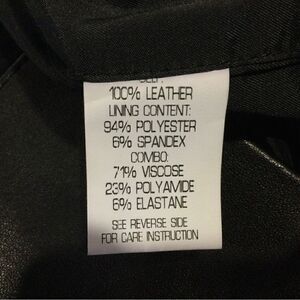 SELF:
100% LEATHER
LINING CONTENT:
94% POLYESTER
6% SPANDEX
COMBO:
71% VISCOSE
23% POLYAMIDE
6% ELASTANE
SEE REVERSE SIDE
FOR CARE INSTRUCTION